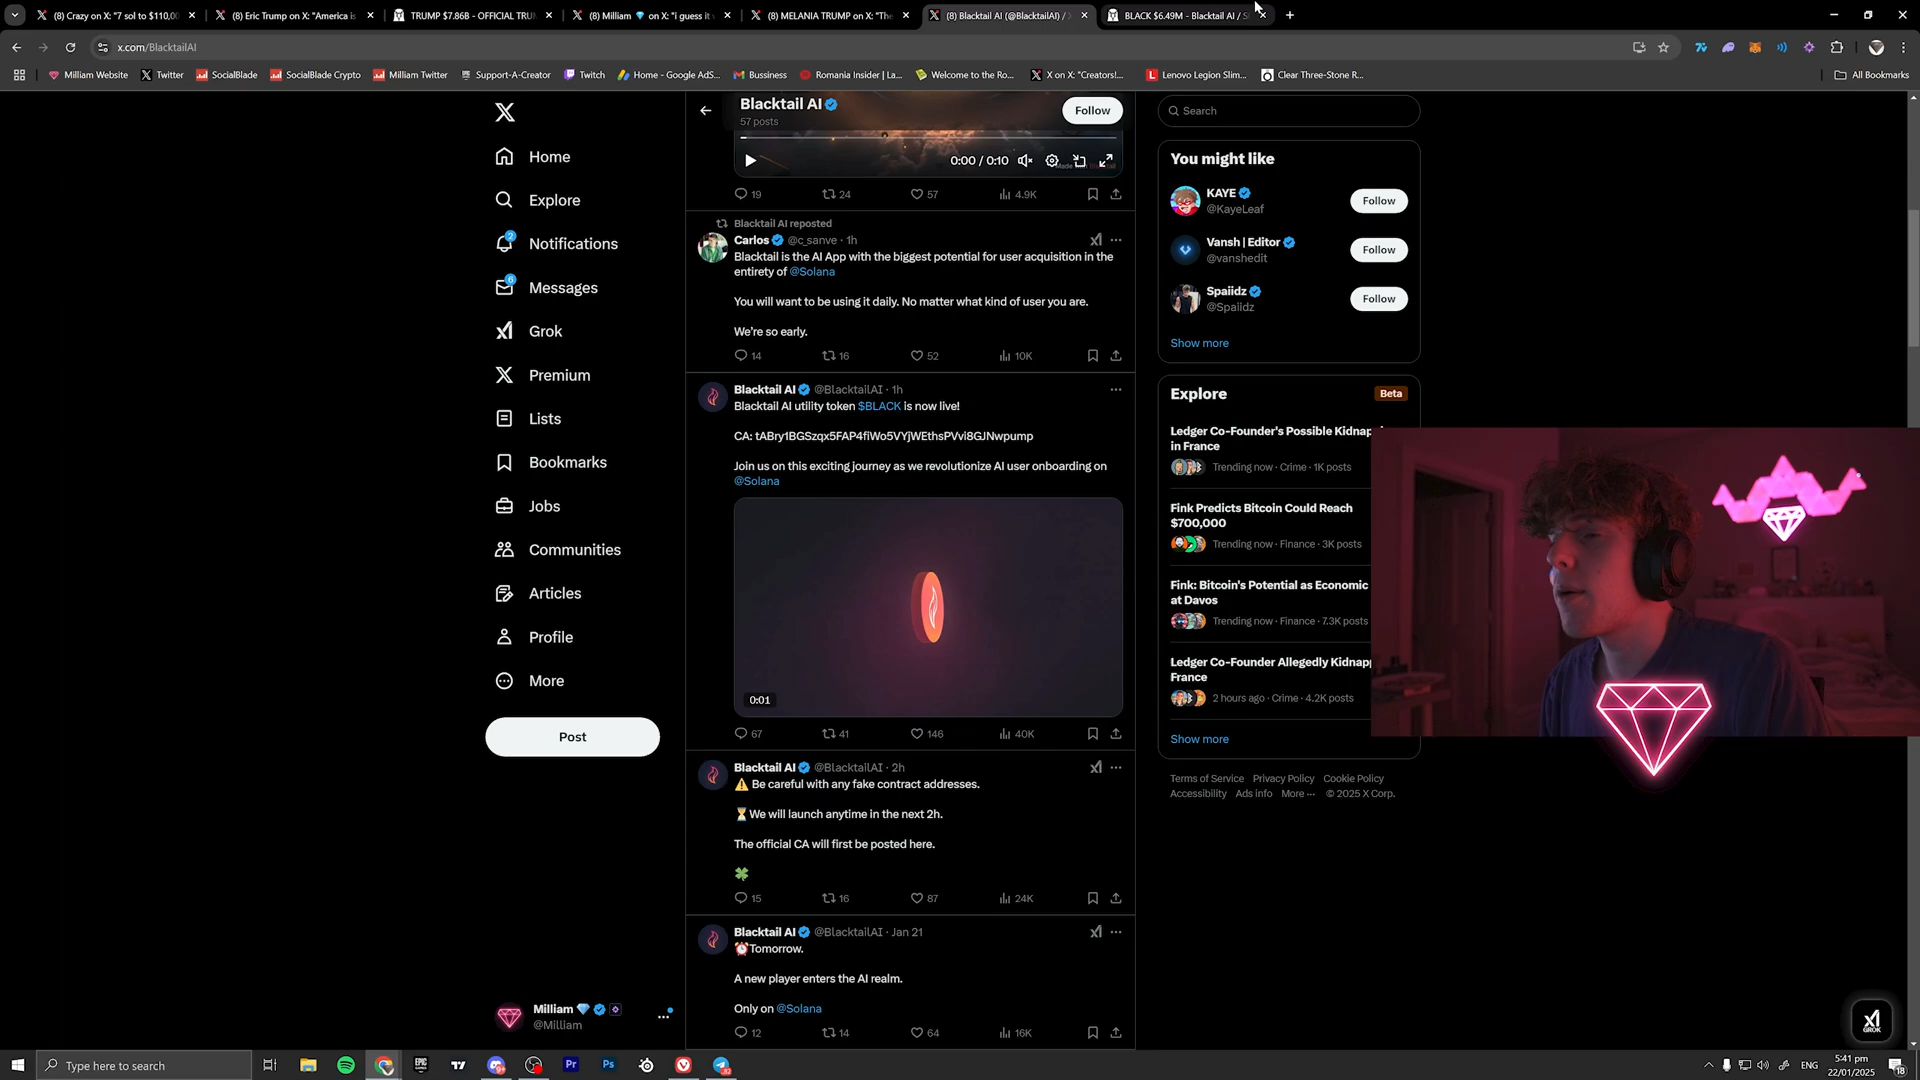 (8) Crazy on X: "7 sol to $110,00
(8) Eric Trump on X: "America is
TRUMP $7.86B - OFFICIAL TRU
(8) Milliam 💎 on X: "i guess it w
(8) MELANIA TRUMP on X: "The
(8) Blacktail AI (@BlacktailAI) / X
BLACK $6.49M - Blacktail AI / S
x.com/BlacktailAI
Milliam Website
Twitter
SocialBlade
SocialBlade Crypto
Milliam Twitter
Support-A-Creator
Twitch
Home - Google AdS...
Bussiness
Romania Insider | La...
Welcome to the Ro...
X on X: "Creators!...
Lenovo Legion Slim...
Clear Three-Stone R...
All Bookmarks
Home
Explore
2
Notifications
6
Messages
Grok
Premium
Lists
Bookmarks
Jobs
Communities
Articles
Profile
More
Post
Milliam 💎
@Milliam
Blacktail AI
57 posts
Follow
0:00 / 0:10
19 24 57 4.9K
Blacktail AI reposted
Carlos @c_sanve · 1h
Blacktail is the AI App with the biggest potential for user acquisition in the
entirety of @Solana
You will want to be using it daily. No matter what kind of user you are.
We're so early.
14 16 52 10K
Blacktail AI @BlacktailAI · 1h
Blacktail AI utility token $BLACK is now live!
CA: tABry1BGSzqx5FAP4fiWo5VYjWEthsPVvi8GJNwpump
Join us on this exciting journey as we revolutionize AI user onboarding on
@Solana
0:01
67 41 146 40K
Blacktail AI @BlacktailAI · 2h
⚠️ Be careful with any fake contract addresses.
⏳We will launch anytime in the next 2h.
The official CA will first be posted here.
🍀
15 16 87 24K
Blacktail AI @BlacktailAI · Jan 21
⏰Tomorrow.
A new player enters the AI realm.
Only on @Solana
12 14 64 16K
Search
You might like
KAYE
@KayeLeaf
Follow
Vansh | Editor
@vanshedit
Follow
Spaiidz
@Spaiidz
Follow
Show more
Explore
Beta
Ledger Co-Founder's Possible Kidnap
in France
Trending now · Crime · 1K posts
Fink Predicts Bitcoin Could Reach
$700,000
Trending now · Finance · 3K posts
Fink: Bitcoin's Potential as Economic
at Davos
Trending now · Finance · 7.3K posts
Ledger Co-Founder Allegedly Kidnapp
France
2 hours ago · Crime · 4.2K posts
Show more
Terms of Service Privacy Policy Cookie Policy
Accessibility Ads info More ··· © 2025 X Corp.
GROK
Type here to search
ENG
5:41 pm
22/01/2025
18